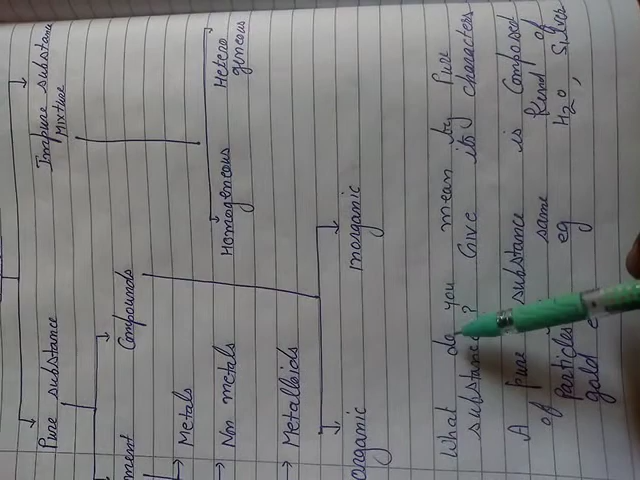 Pure substance Impure substance
Mixture
Compounds
→ Metals
→ Non metals Homogeneous Hetero
geneous
→ Metalloids
organic inorganic
What do you mean by Pure
substance? Give its characters
A pure substance is Composed
of particles same Kind of
gold eg H2O, Silver